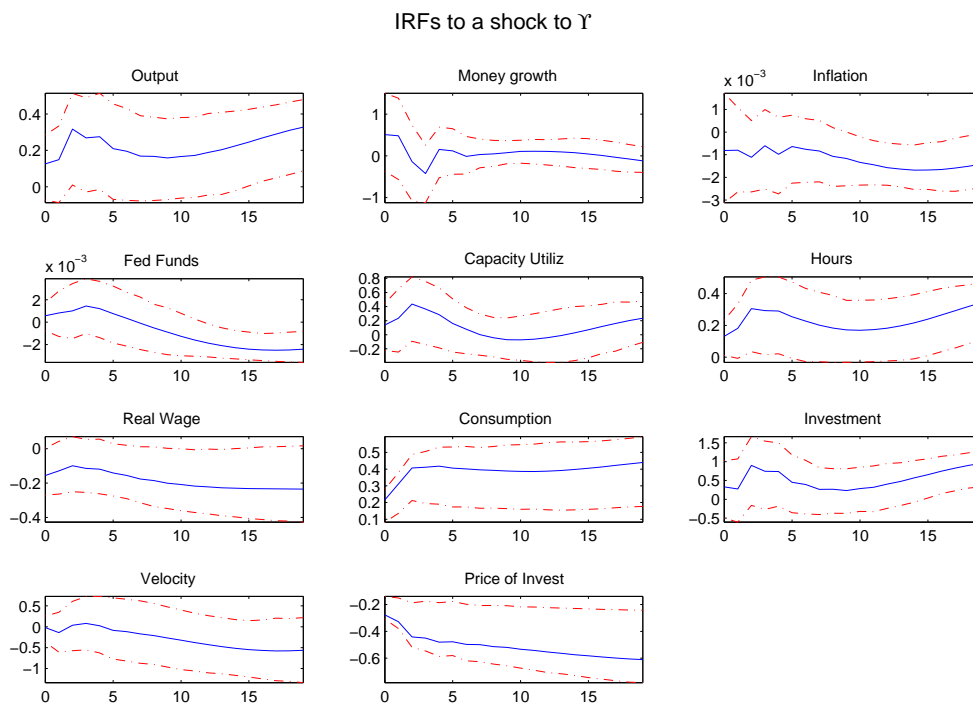 IRFs to a shock to ϒ
Output
0.4
0.2
0
0 5 10 15
Money growth
1
0
−1
0 5 10 15
x 10⁻³
Inflation
1
0
−1
−2
−3
0 5 10 15
x 10⁻³
Fed Funds
2
0
−2
0 5 10 15
Capacity Utiliz
0.8
0.6
0.4
0.2
0
−0.2
0 5 10 15
Hours
0.4
0.2
0
0 5 10 15
Real Wage
0
−0.2
−0.4
0 5 10 15
Consumption
0.5
0.4
0.3
0.2
0.1
0 5 10 15
Investment
1.5
1
0.5
0
−0.5
0 5 10 15
Velocity
0.5
0
−0.5
−1
0 5 10 15
Price of Invest
−0.2
−0.4
−0.6
0 5 10 15